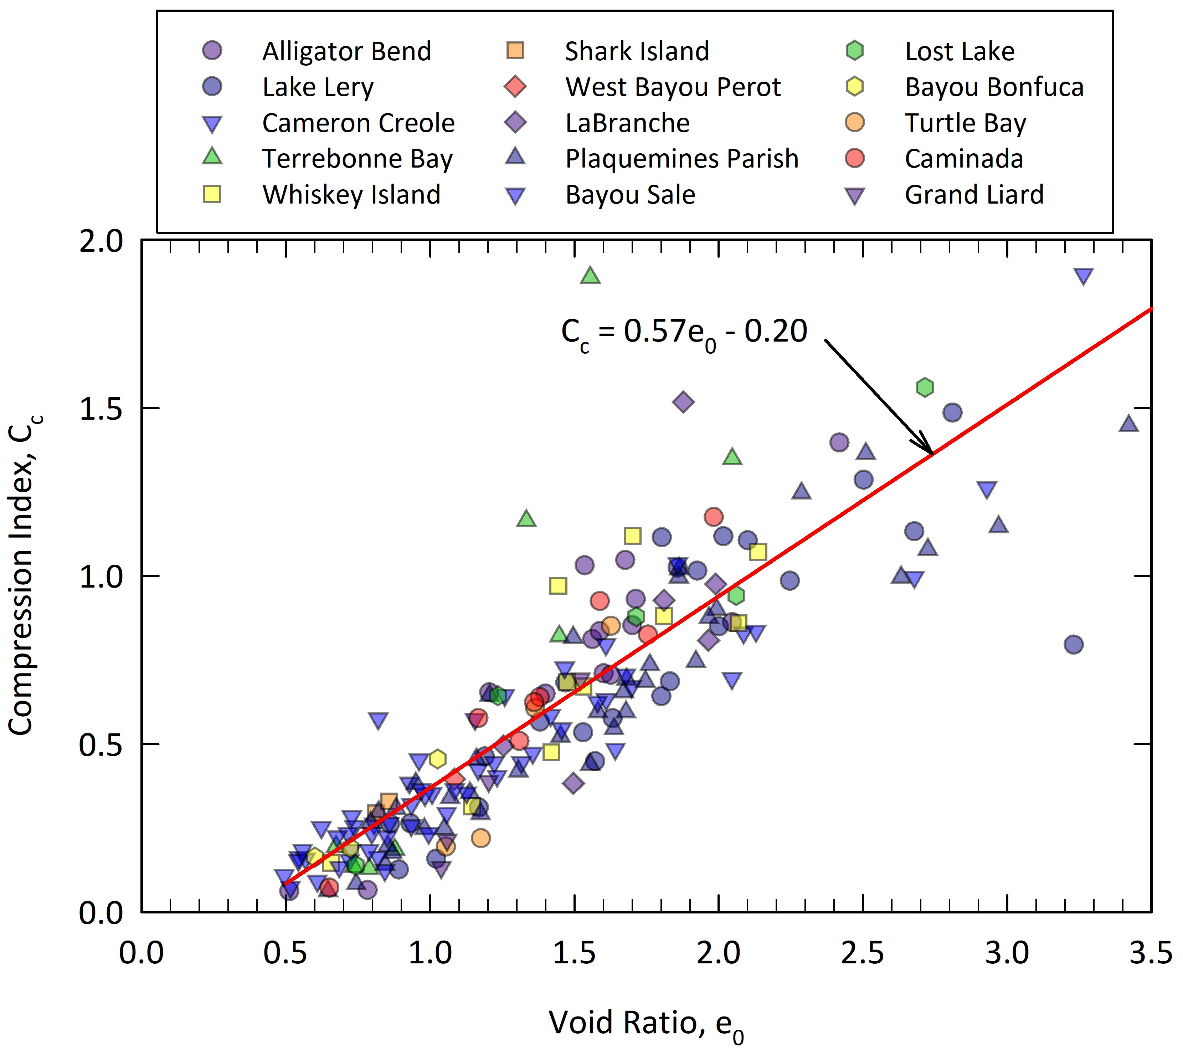 Alligator Bend Shark Island Lost Lake
Lake Lery West Bayou Perot Bayou Bonfuca
Cameron Creole LaBranche Turtle Bay
Terrebonne Bay Plaquemines Parish Caminada
Whiskey Island Bayou Sale Grand Liard
2.0
Cc = 0.57e0 - 0.20
1.5
Compression Index, Cc
1.0
0.5
0.0
0.0 0.5 1.0 1.5 2.0 2.5 3.0 3.5
Void Ratio, e0